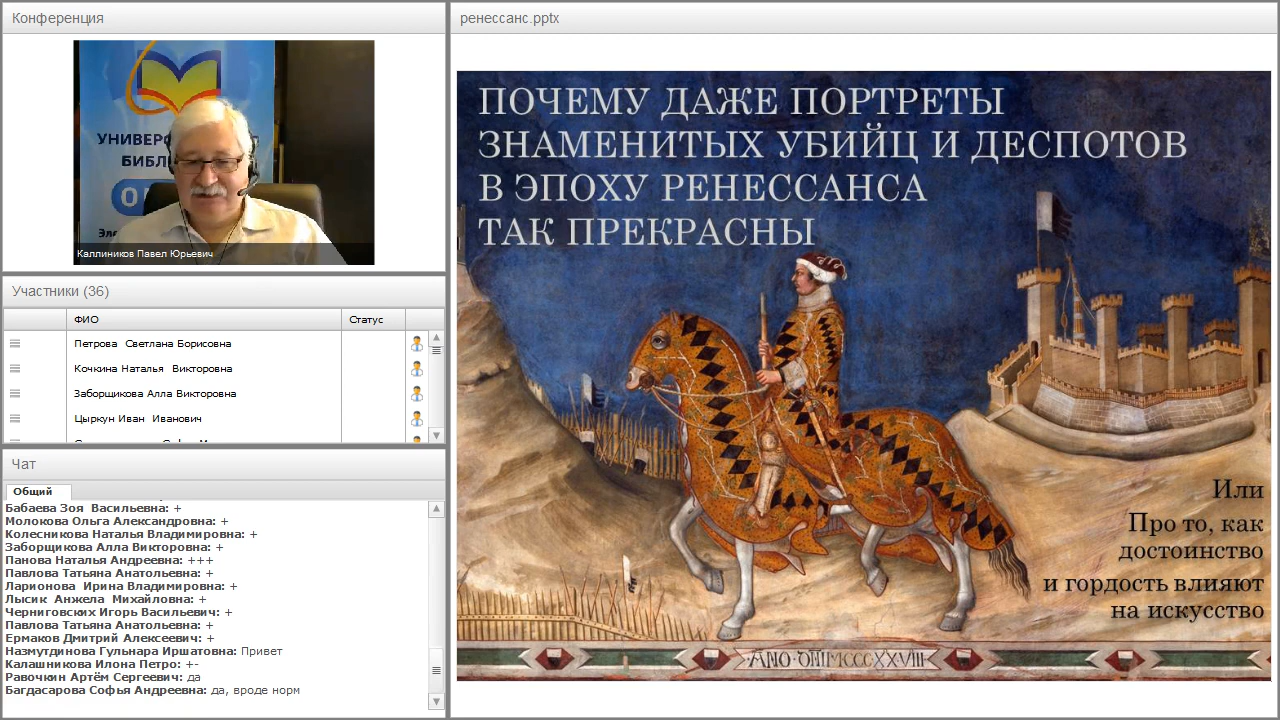 Конференция
УНИВЕР
БИБЛ
О
Эле
Каллиников Павел Юрьевич
Участники (36)
ФИО
Статус
Петрова Светлана Борисовна
Кочкина Наталья Викторовна
Заборщикова Алла Викторовна
Цыркун Иван Иванович
Чат
Общий
Бабаева Зоя Васильевна: +
Молокова Ольга Александровна: +
Колесникова Наталья Владимировна: +
Заборщикова Алла Викторовна: +
Панова Наталья Андреевна: +++
Павлова Татьяна Анатольевна: +
Ларионова Ирина Владимировна: +
Лысик Анжела Михайловна: +
Черниговских Игорь Васильевич: +
Павлова Татьяна Анатольевна: +
Ермаков Дмитрий Алексеевич: +
Назмутдинова Гульнара Иршатовна: Привет
Калашникова Илона Петро: +-
Равочкин Артём Сергеевич: да
Багдасарова Софья Андреевна: да, вроде норм
ренессанс.pptx
ПОЧЕМУ ДАЖЕ ПОРТРЕТЫ
ЗНАМЕНИТЫХ УБИЙЦ И ДЕСПОТОВ
В ЭПОХУ РЕНЕССАНСА
ТАК ПРЕКРАСНЫ
Или
Про то, как
достоинство
и гордость влияют
на искусство